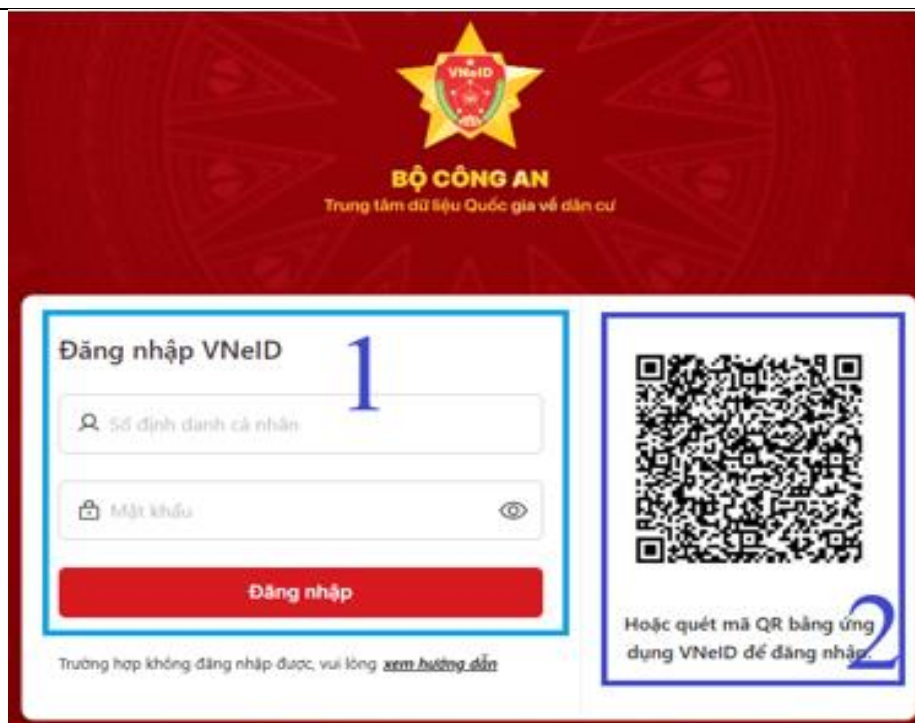 VNeID
BỘ CÔNG AN
Trung tâm dữ liệu Quốc gia về dân cư
Đăng nhập VNeID
1
Số định danh cá nhân
Mật khẩu
Đăng nhập
Trường hợp không đăng nhập được, vui lòng xem hướng dẫn
Hoặc quét mã QR bằng ứng
dụng VNeID để đăng nhập.
2